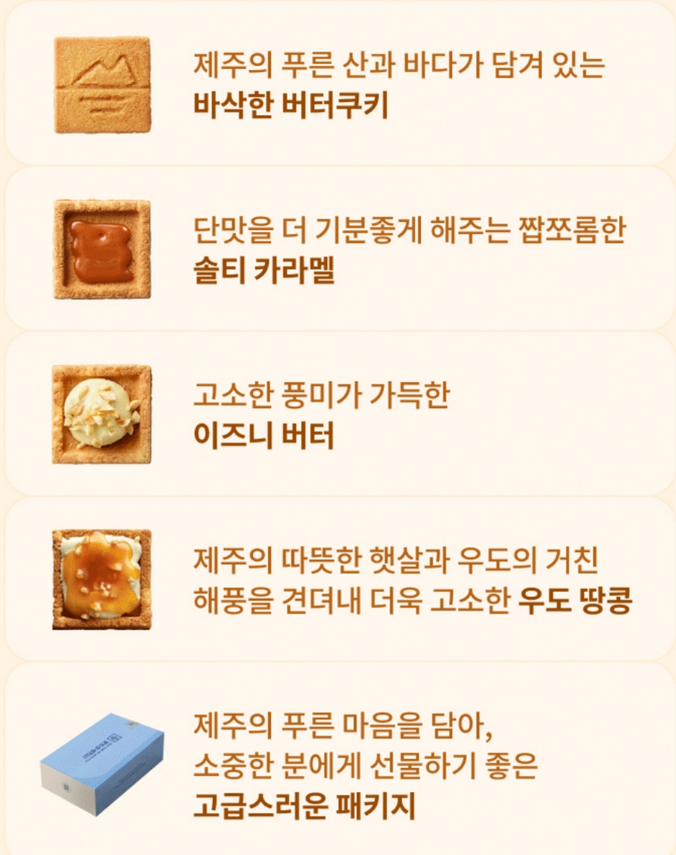 제주의 푸른 산과 바다가 담겨 있는
바삭한 버터쿠키
단맛을 더 기분좋게 해주는 짭쪼롬한
솔티 카라멜
고소한 풍미가 가득한
이즈니 버터
제주의 따뜻한 햇살과 우도의 거친
해풍을 견뎌내 더욱 고소한 우도 땅콩
제주의 푸른 마음을 담아,
소중한 분에게 선물하기 좋은
고급스러운 패키지